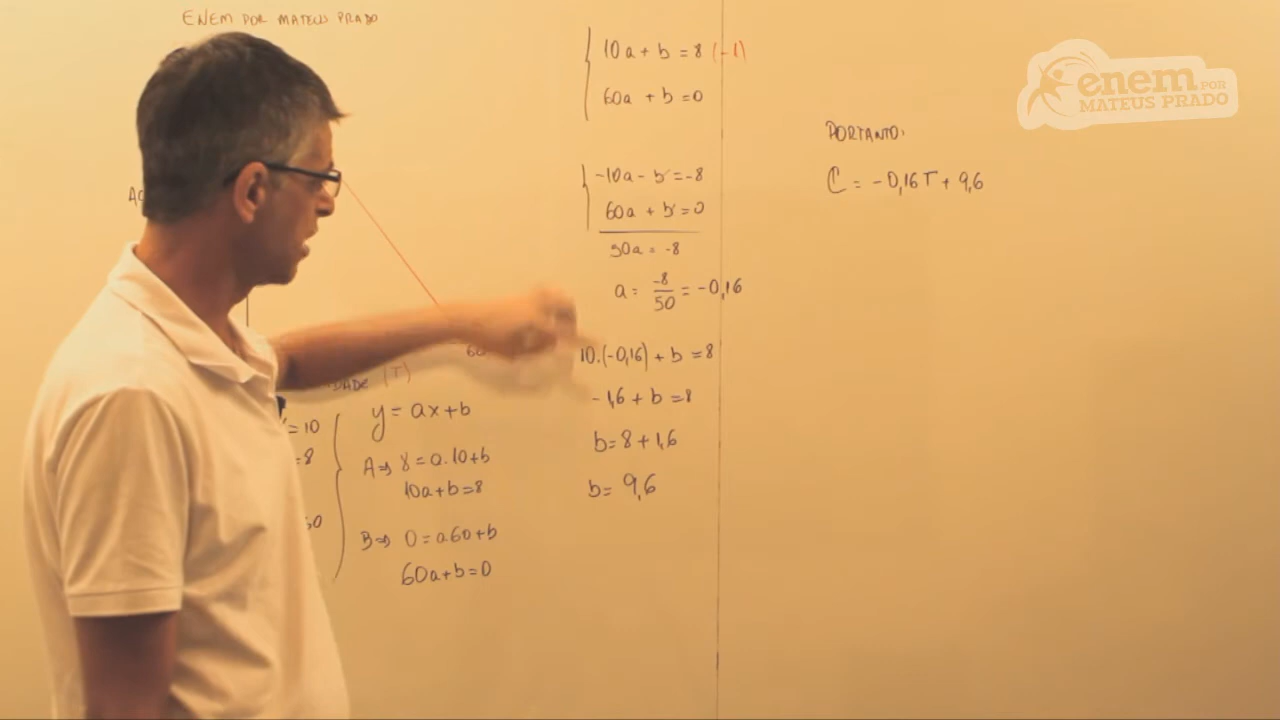 ENEM POR MATEUS PRADO
10a + b = 8 (-1)
60a + b = 0
-10a - b = -8
60a + b = 0
50a = -8
a = -8/50 = -0,16
10.(-0,16) + b = 8
-1,6 + b = 8
b = 8 + 1,6
b = 9,6
(T)
= 10
= 8
y = ax + b
A => 8 = a.10 + b
10a + b = 8
B => 0 = a.60 + b
60a + b = 0
PORTANTO:
C = -0,16T + 9,6
enem POR
MATEUS PRADO